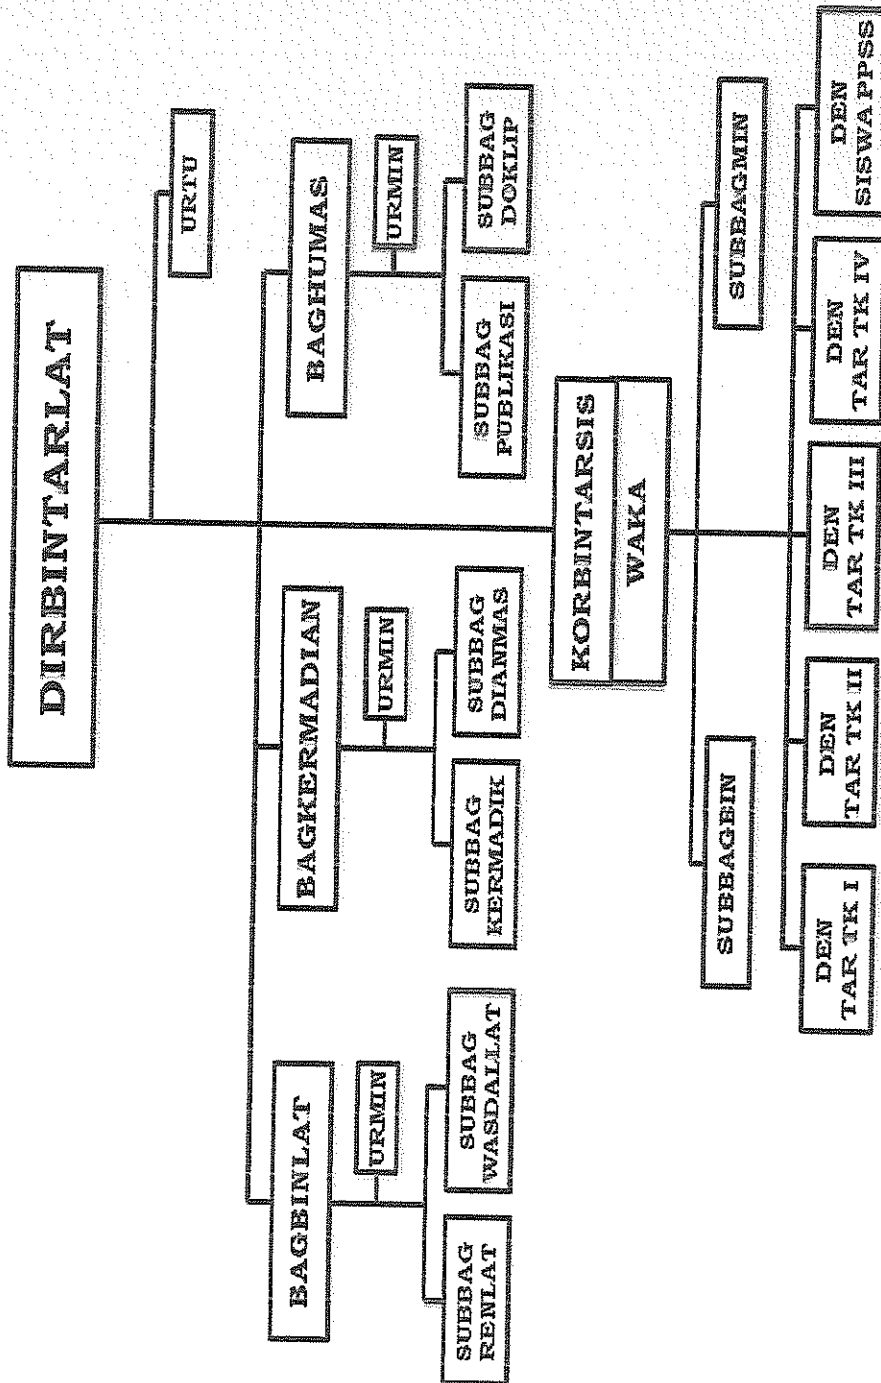 DIRBINTARLAT
URTU
BAGBINLAT
BAGKERMADIAN
BAGHUMAS
URMIN
URMIN
URMIN
SUBBAG
RENLAT
SUBBAG
WASDALLAT
SUBBAG
KERMADIK
SUBBAG
DIANMAS
SUBBAG
PUBLIKASI
SUBBAG
DOKLIP
KORBINTARSIS
WAKA
SUBBAGBIN
SUBBAGMIN
DEN
TAR TK I
DEN
TAR TK II
DEN
TAR TK III
DEN
TAR TK IV
DEN
SISWA PPSS